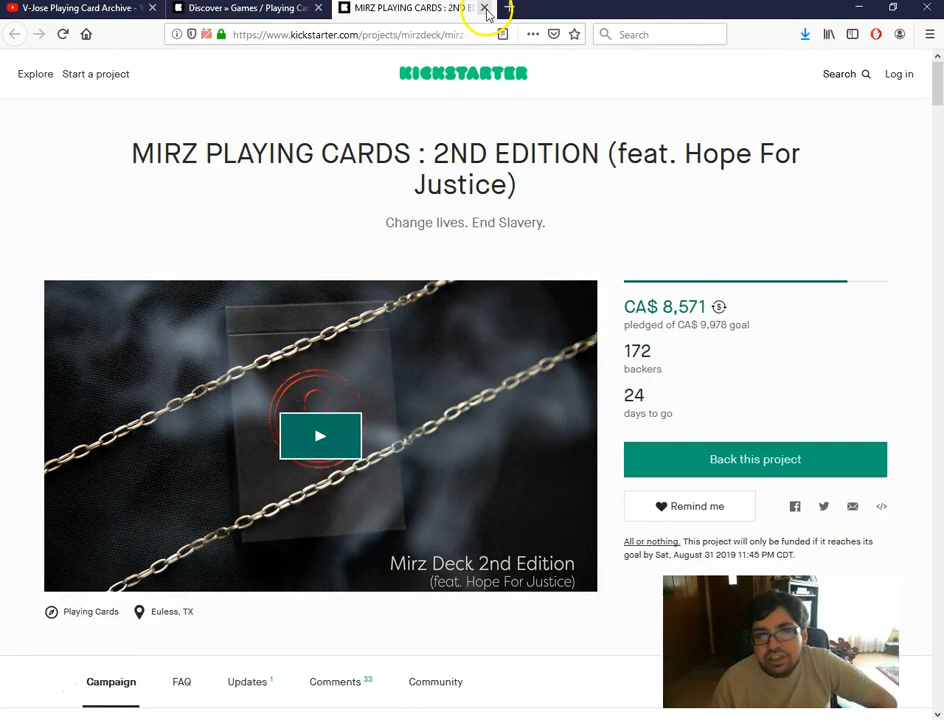 V-Jose Playing Card Archive - Y
Discover » Games / Playing Ca
MIRZ PLAYING CARDS : 2ND E
https://www.kickstarter.com/projects/mirzdeck/mirz-
Search
Explore
Start a project
KICKSTARTER
Search
Log in
MIRZ PLAYING CARDS : 2ND EDITION (feat. Hope For
Justice)
Change lives. End Slavery.
CA$ 8,571
pledged of CA$ 9,978 goal
172
backers
24
days to go
Back this project
Remind me
All or nothing. This project will only be funded if it reaches its
goal by Sat, August 31 2019 11:45 PM CDT.
Mirz Deck 2nd Edition
(feat. Hope For Justice)
Playing Cards
Euless, TX
Campaign
FAQ
Updates 1
Comments 33
Community